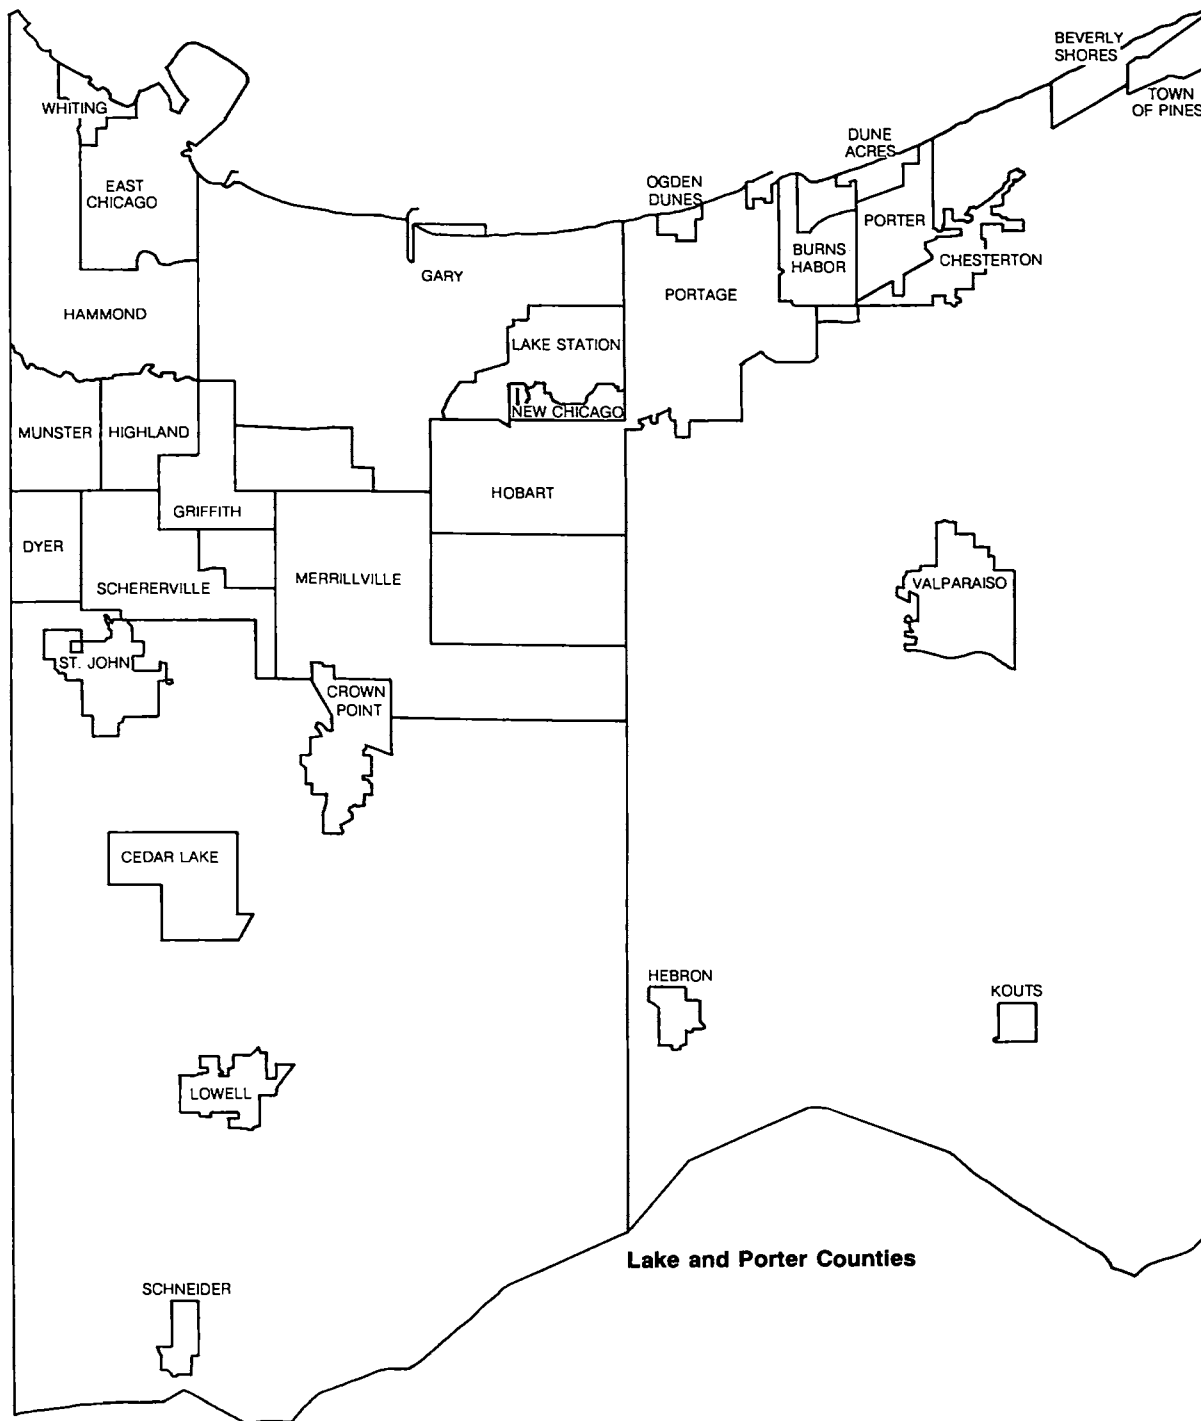 BEVERLY
SHORES
TOWN
OF PINES
WHITING
DUNE
ACRES
EAST
CHICAGO
OGDEN
DUNES
PORTER
BURNS
HABOR
CHESTERTON
GARY
PORTAGE
HAMMOND
LAKE STATION
NEW CHICAGO
MUNSTER
HIGHLAND
HOBART
GRIFFITH
DYER
MERRILLVILLE
SCHERERVILLE
VALPARAISO
ST. JOHN
CROWN
POINT
CEDAR LAKE
HEBRON
KOUTS
LOWELL
Lake and Porter Counties
SCHNEIDER